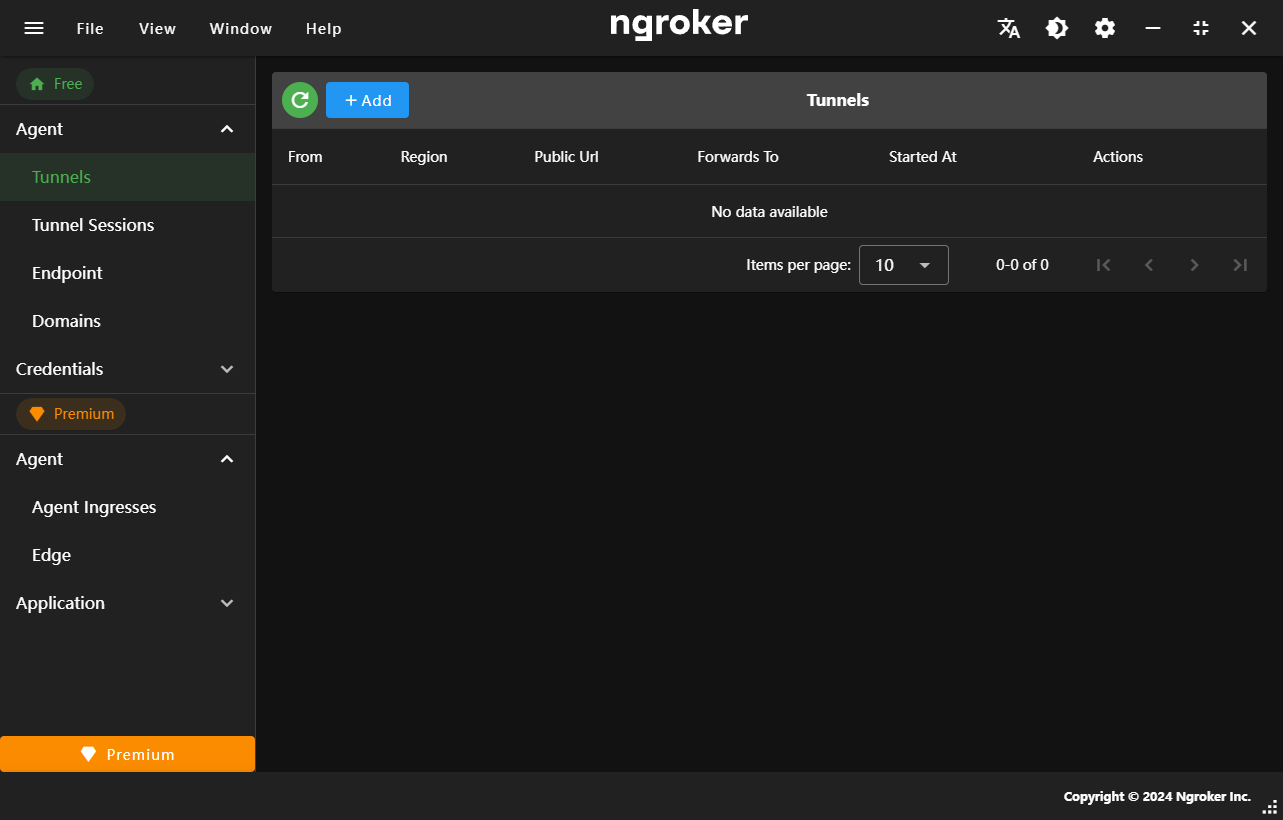 File View Window Help ngroker
Free
Agent
Tunnels
Tunnel Sessions
Endpoint
Domains
Credentials
Premium
Agent
Agent Ingresses
Edge
Application
Premium
+ Add Tunnels
From Region Public Url Forwards To Started At Actions
No data available
Items per page: 10 0-0 of 0
Copyright © 2024 Ngroker Inc.